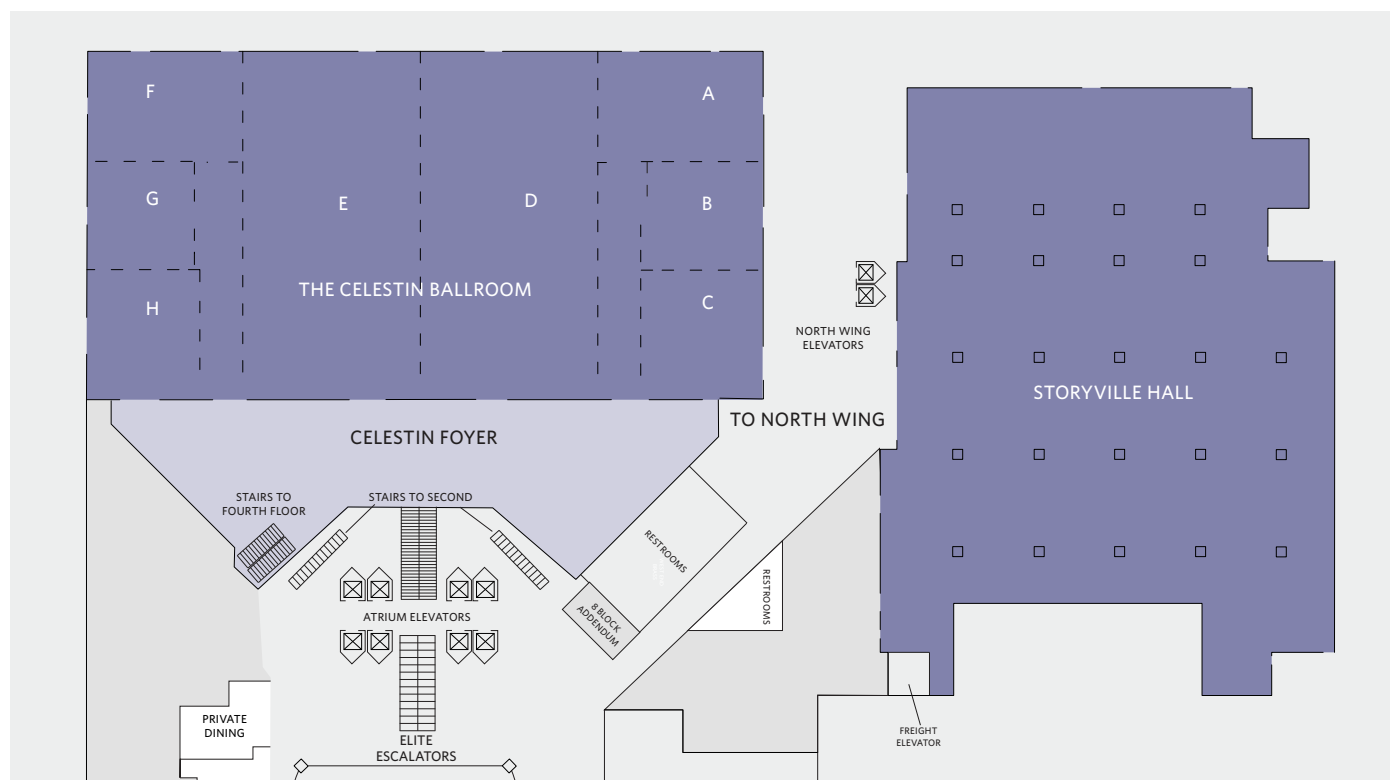 F
A
G
E
D
B
THE CELESTIN BALLROOM
H
C
NORTH WING
ELEVATORS
STORYVILLE HALL
TO NORTH WING
CELESTIN FOYER
STAIRS TO
FOURTH FLOOR
STAIRS TO SECOND
RESTROOMS
RESTROOMS
8 BLOCK
ADDENDUM
ATRIUM ELEVATORS
PRIVATE
DINING
ELITE
ESCALATORS
FREIGHT
ELEVATOR